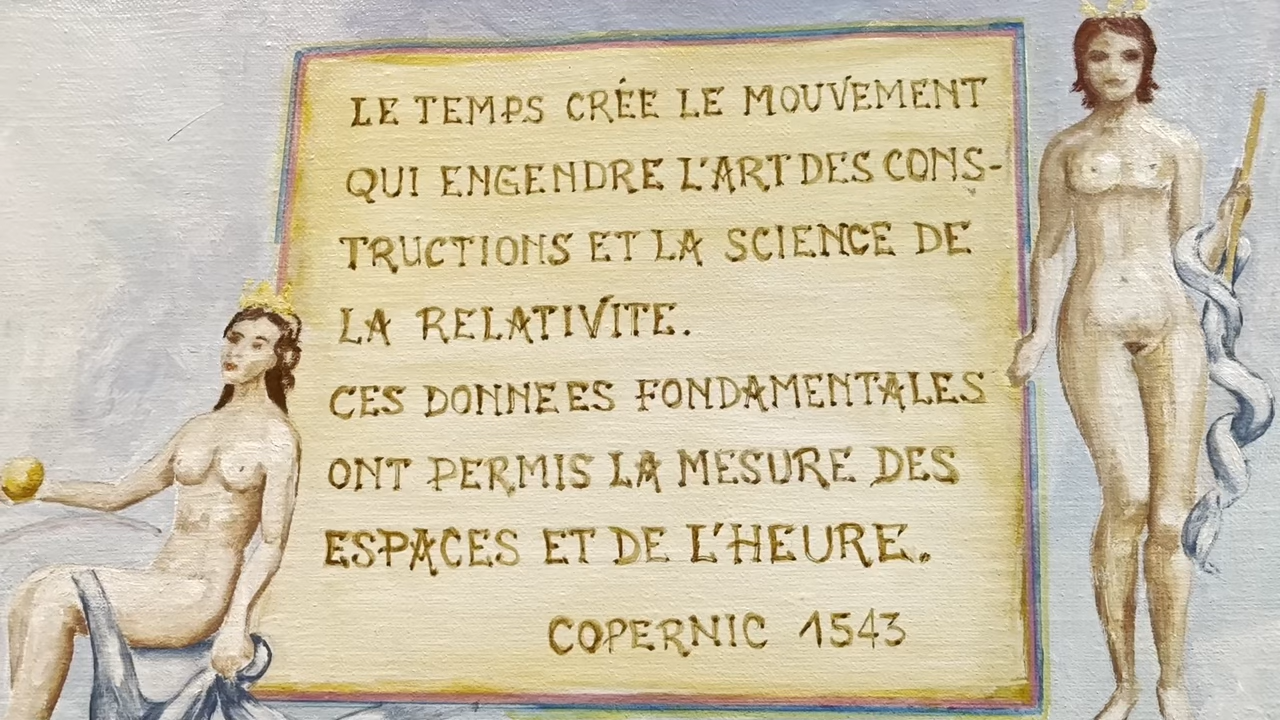 LE TEMPS CRÉE LE MOUVEMENT
QUI ENGENDRE L'ART DES CONS-
TRUCTIONS ET LA SCIENCE DE
LA RELATIVITE.
CES DONNEES FONDAMENTALES
ONT PERMIS LA MESURE DES
ESPACES ET DE L'HEURE.
COPERNIC 1543